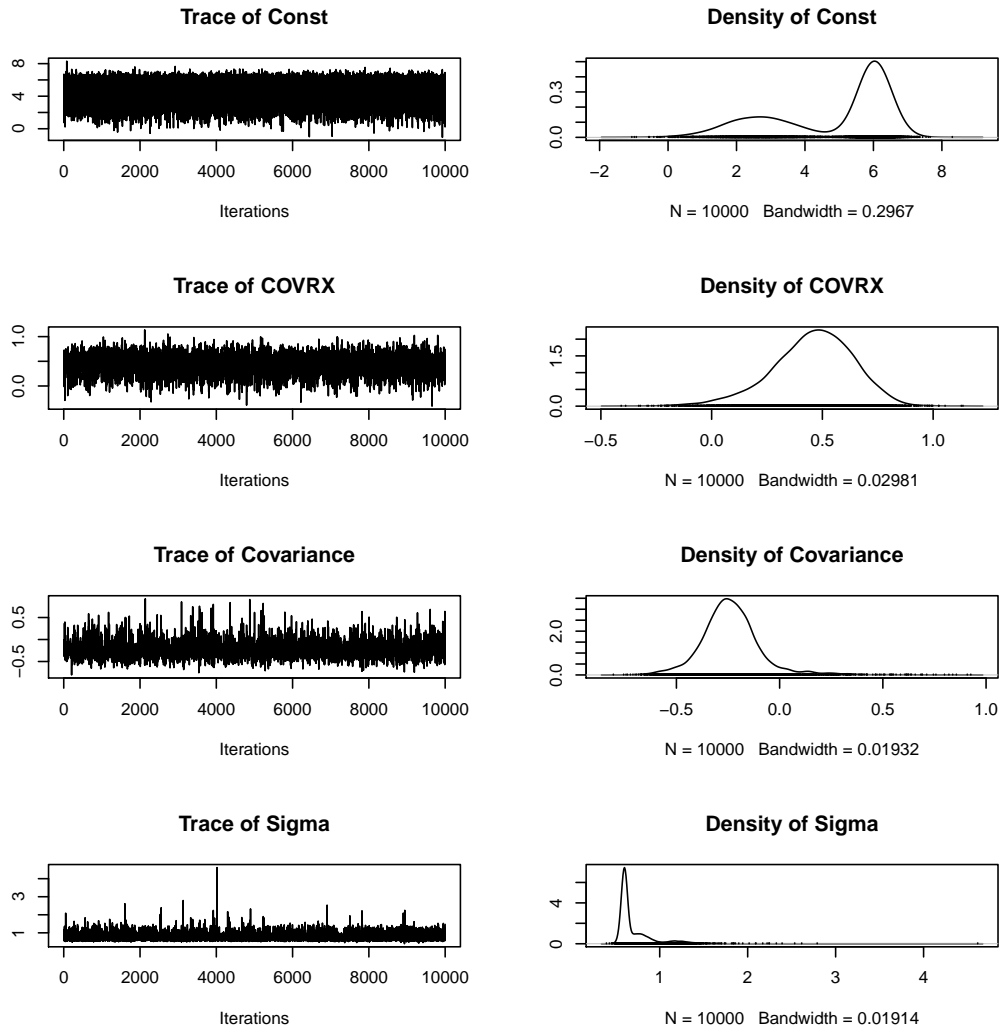 Trace of Const
8
4
0
0 2000 4000 6000 8000 10000
Iterations
Density of Const
0.3
0.0
−2 0 2 4 6 8
N = 10000 Bandwidth = 0.2967
Trace of COVRX
1.0
0.0
0 2000 4000 6000 8000 10000
Iterations
Density of COVRX
1.5
0.0
−0.5 0.0 0.5 1.0
N = 10000 Bandwidth = 0.02981
Trace of Covariance
0.5
−0.5
0 2000 4000 6000 8000 10000
Iterations
Density of Covariance
2.0
0.0
−0.5 0.0 0.5 1.0
N = 10000 Bandwidth = 0.01932
Trace of Sigma
3
1
0 2000 4000 6000 8000 10000
Iterations
Density of Sigma
4
0
1 2 3 4
N = 10000 Bandwidth = 0.01914